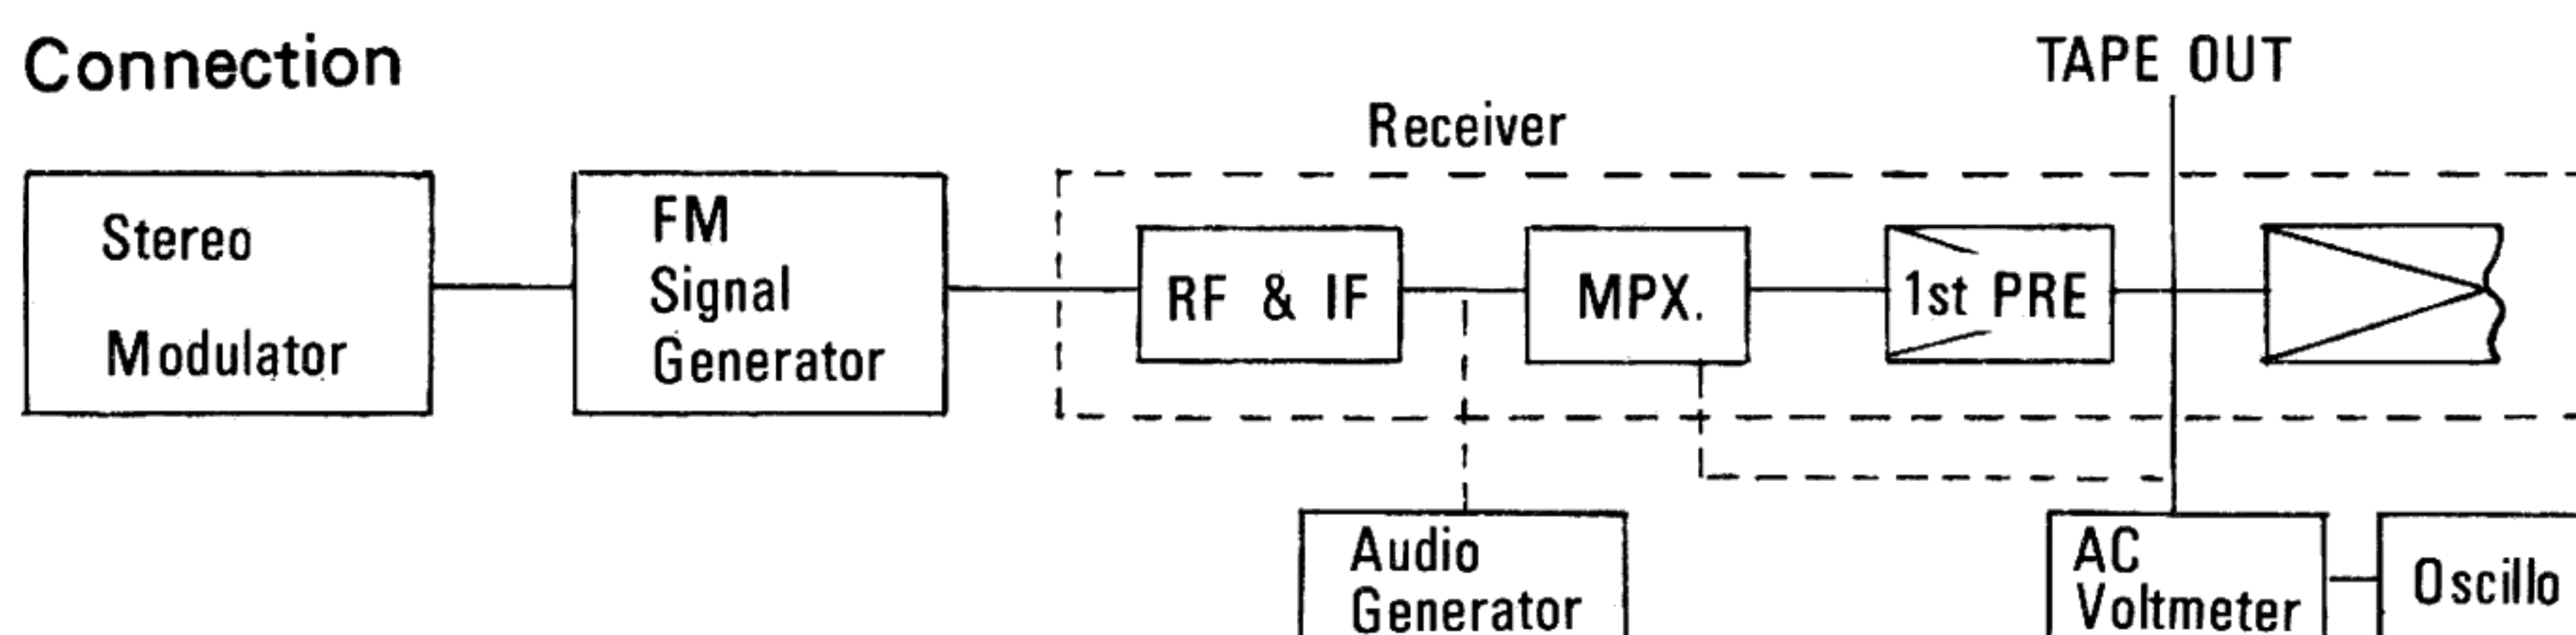 Connection
TAPE OUT
Receiver
Stereo
Modulator
FM
Signal
Generator
RF & IF
MPX.
1st PRE
Audio
Generator
AC
Voltmeter
Oscillo